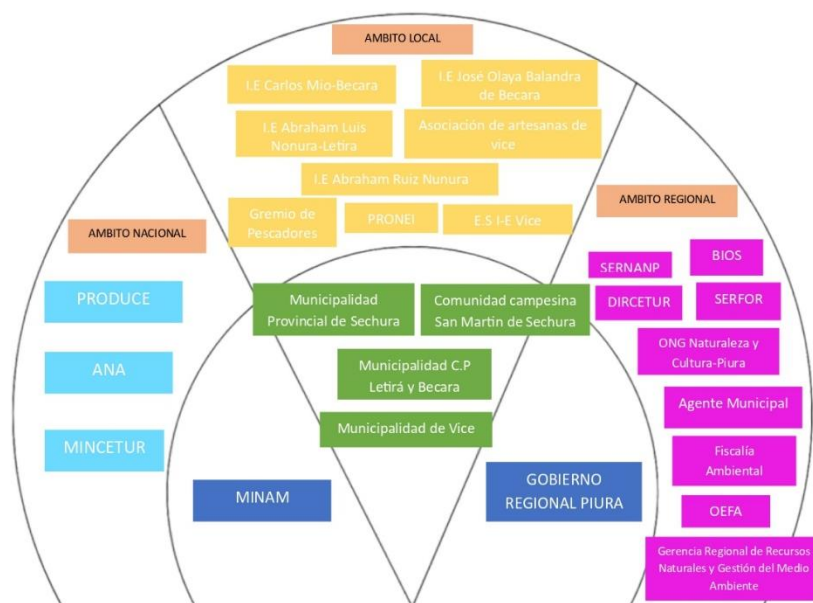 AMBITO LOCAL
I.E Carlos Mio-Becara
I.E José Olaya Balandra
de Becara
I.E Abraham Luis
Nonura-Letira
Asociación de artesanas de
vice
I.E Abraham Ruiz Nunura
Gremio de
Pescadores
PRONEI
E.S I-E Vice
AMBITO NACIONAL
PRODUCE
ANA
MINCETUR
AMBITO REGIONAL
SERNANP
BIOS
DIRCETUR
SERFOR
ONG Naturaleza y
Cultura-Piura
Agente Municipal
Fiscalía
Ambiental
OEFA
Gerencia Regional de Recursos
Naturales y Gestión del Medio
Ambiente
Municipalidad
Provincial de Sechura
Comunidad campesina
San Martin de Sechura
Municipalidad C.P
Letirá y Becara
Municipalidad de Vice
MINAM
GOBIERNO
REGIONAL PIURA